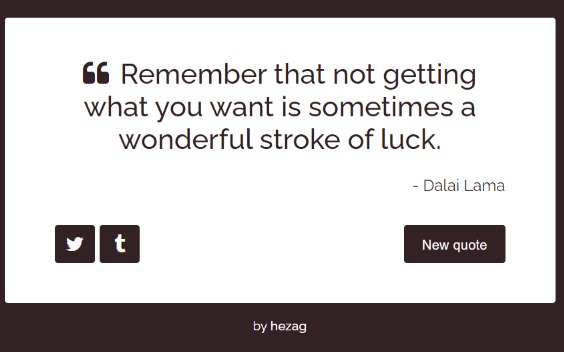 ❝ Remember that not getting
what you want is sometimes a
wonderful stroke of luck.
- Dalai Lama
New quote
by hezag